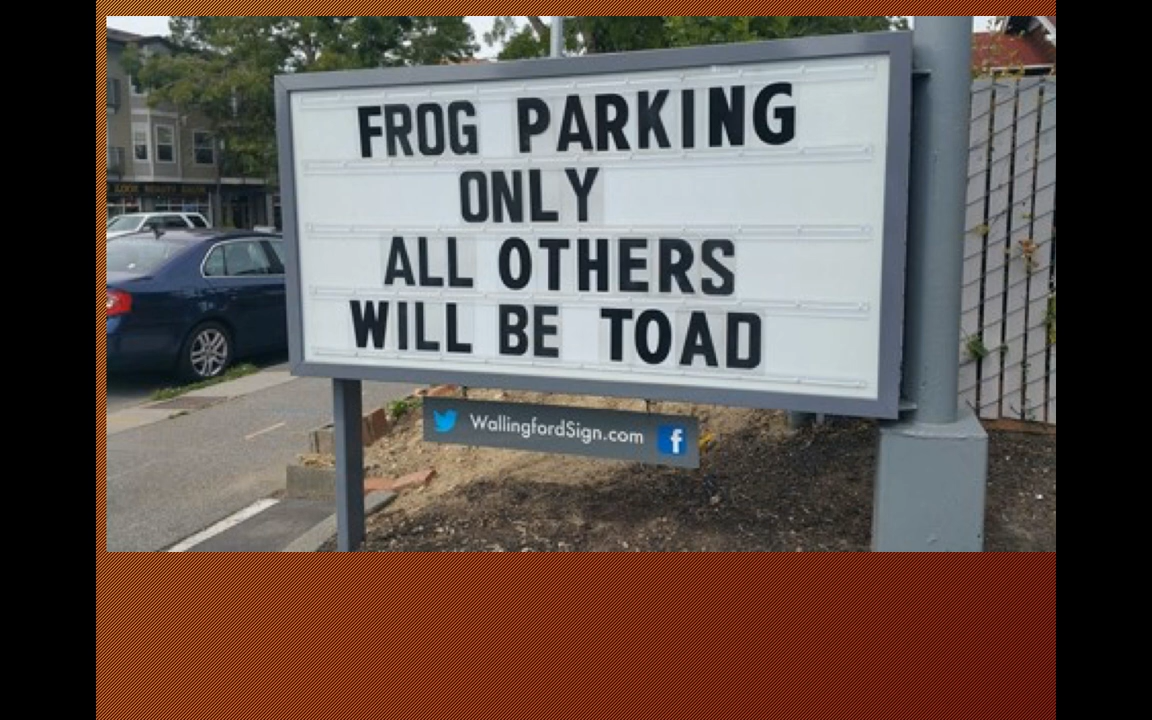 FROG PARKING
ONLY
ALL OTHERS
WILL BE TOAD
WallingfordSign.com